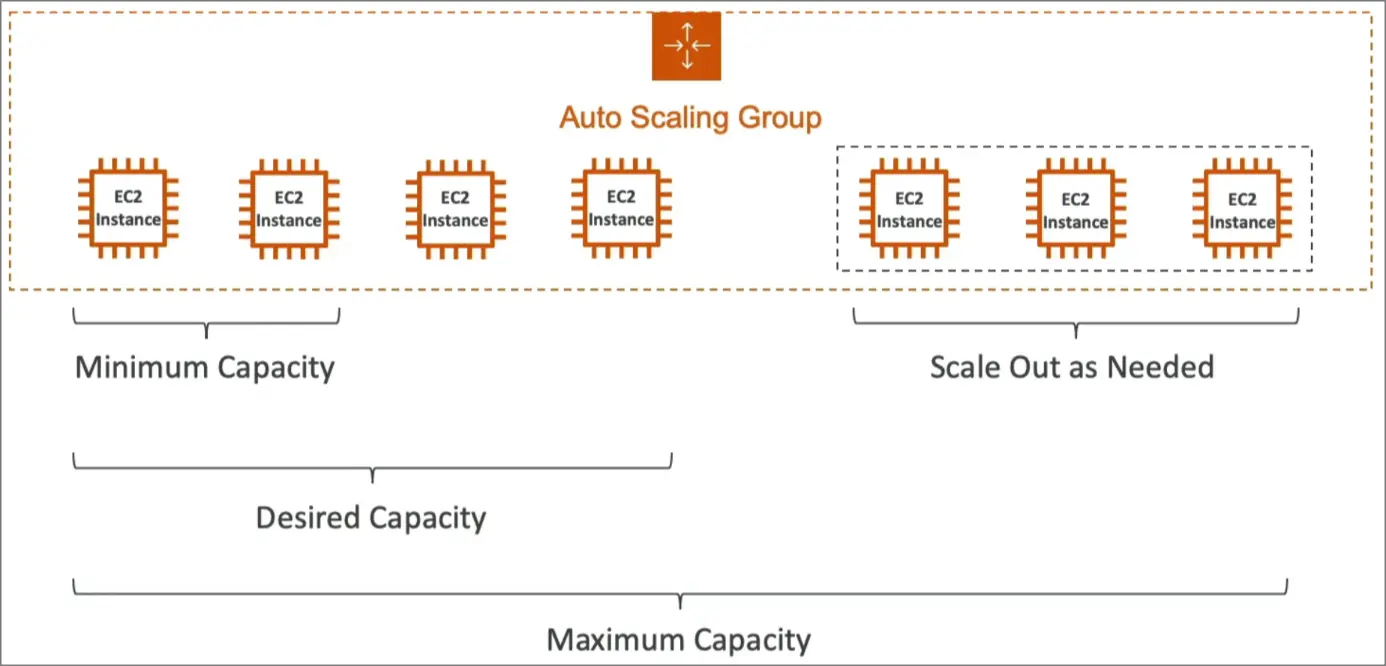 Auto Scaling Group
EC2
Instance
EC2
Instance
EC2
Instance
EC2
Instance
EC2
Instance
EC2
Instance
EC2
Instance
Minimum Capacity
Scale Out as Needed
Desired Capacity
Maximum Capacity